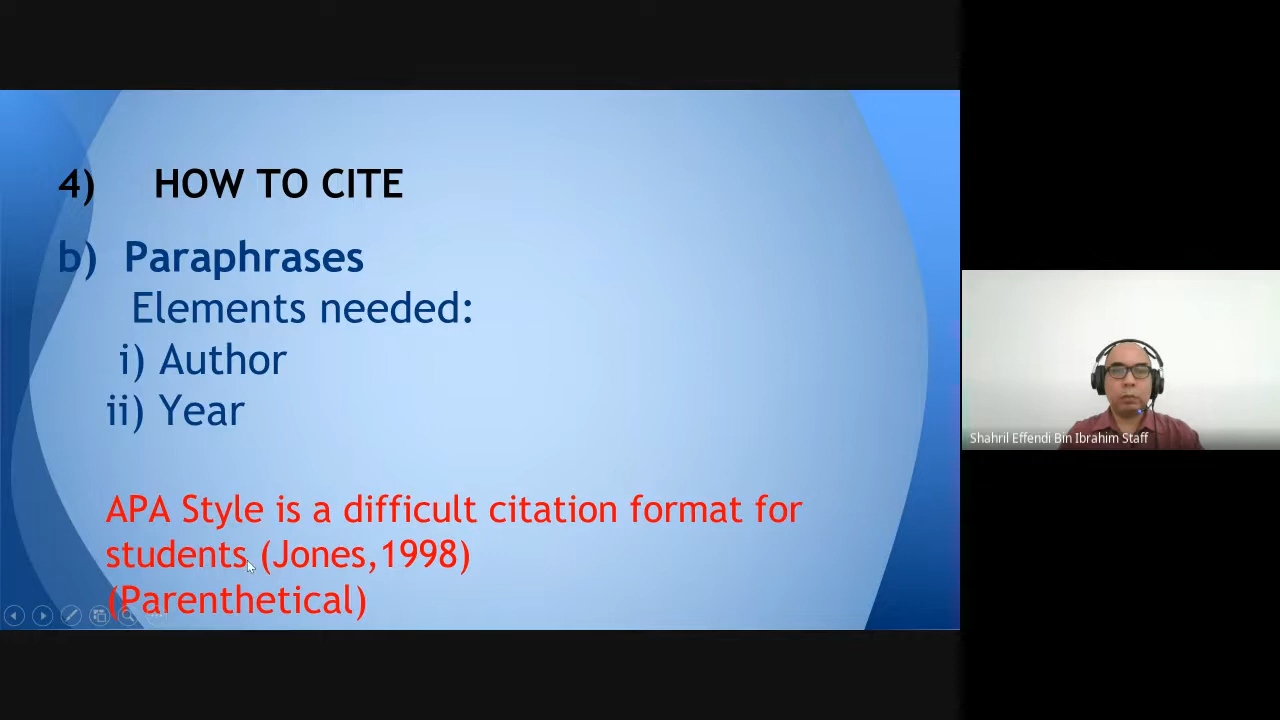 4) HOW TO CITE
b) Paraphrases
Elements needed:
i) Author
ii) Year
APA Style is a difficult citation format for
students (Jones,1998)
(Parenthetical)
Shahril Effendi Bin Ibrahim Staff